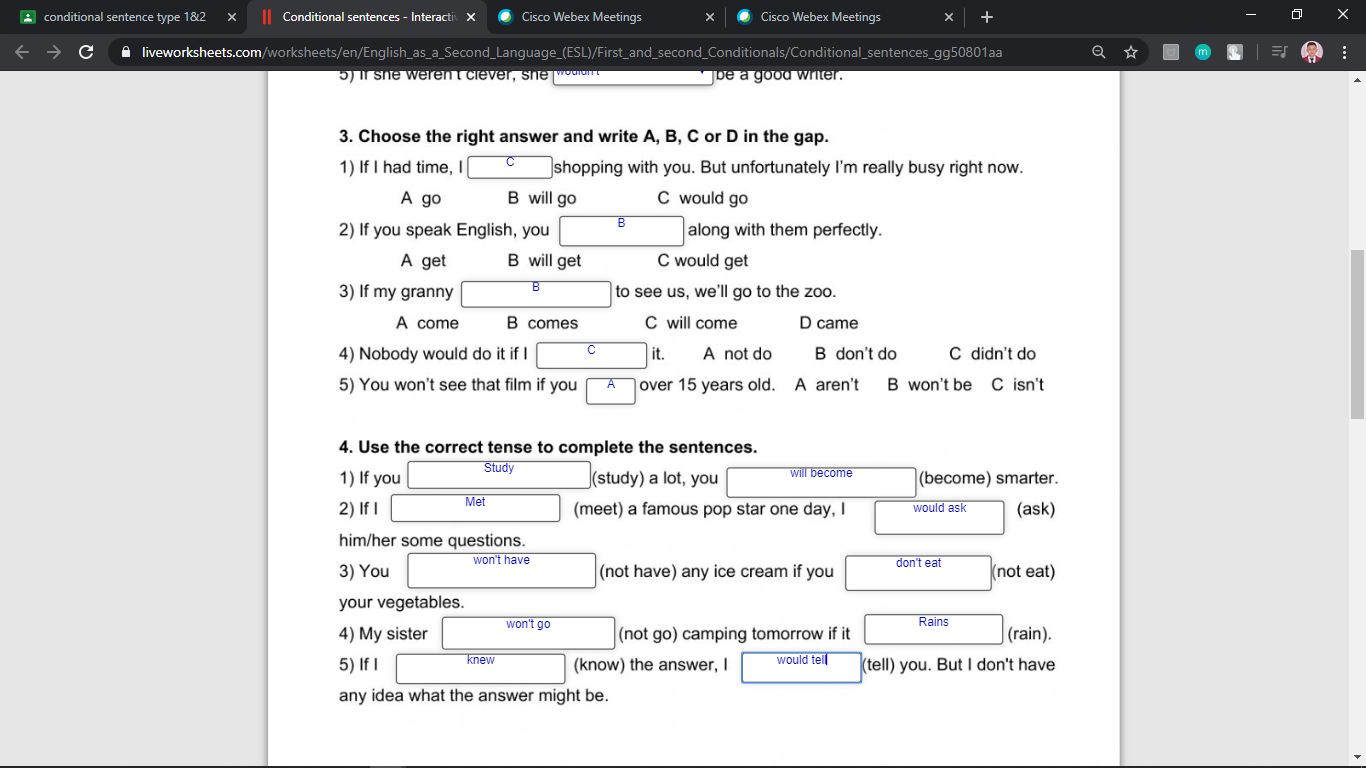 conditional sentence type 1&2
Conditional sentences - Interactiv
Cisco Webex Meetings
Cisco Webex Meetings
liveworksheets.com/worksheets/en/English_as_a_Second_Language_(ESL)/First_and_second_Conditionals/Conditional_sentences_gg50801aa
m
5) If she weren't clever, she wouldn't be a good writer.
3. Choose the right answer and write A, B, C or D in the gap.
1) If I had time, I C shopping with you. But unfortunately I'm really busy right now.
A go B will go C would go
2) If you speak English, you B along with them perfectly.
A get B will get C would get
3) If my granny B to see us, we'll go to the zoo.
A come B comes C will come D came
4) Nobody would do it if I C it. A not do B don't do C didn't do
5) You won't see that film if you A over 15 years old. A aren't B won't be C isn't
4. Use the correct tense to complete the sentences.
1) If you Study (study) a lot, you will become (become) smarter.
2) If I Met (meet) a famous pop star one day, I would ask (ask)
him/her some questions.
3) You won't have (not have) any ice cream if you don't eat (not eat)
your vegetables.
4) My sister won't go (not go) camping tomorrow if it Rains (rain).
5) If I knew (know) the answer, I would tell (tell) you. But I don't have
any idea what the answer might be.